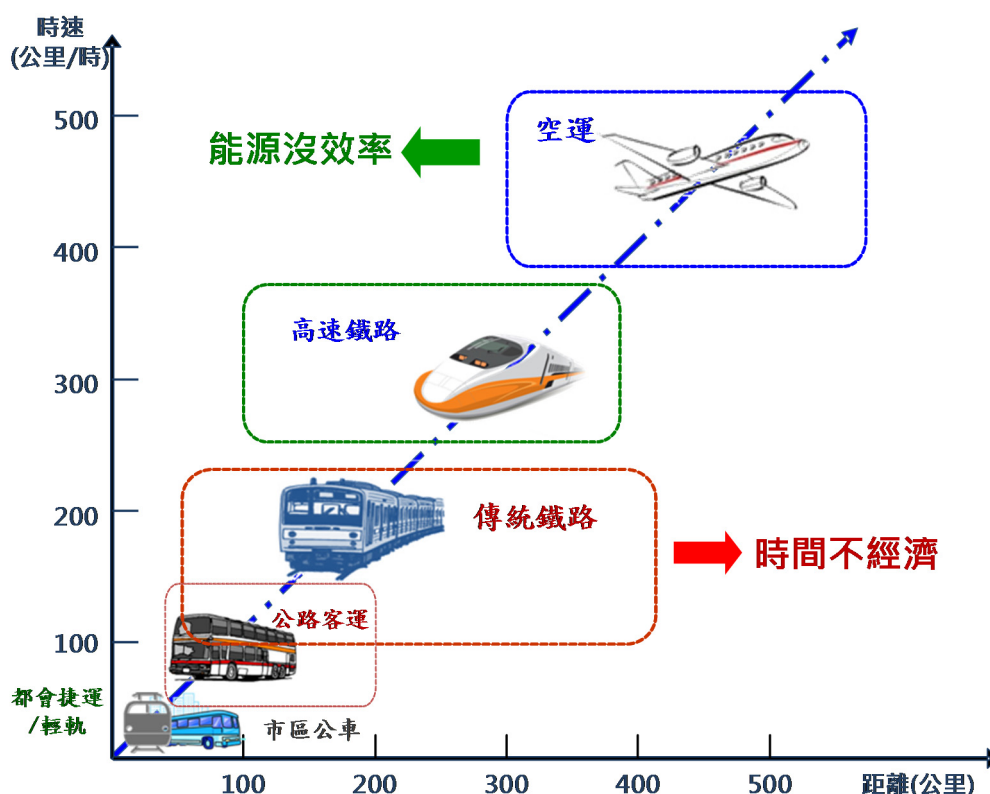 時速
(公里/時)
500
空運
能源沒效率
400
高速鐵路
300
200
傳統鐵路
時間不經濟
公路客運
100
都會捷運
/輕軌
市區公車
100
200
300
400
500
距離(公里)